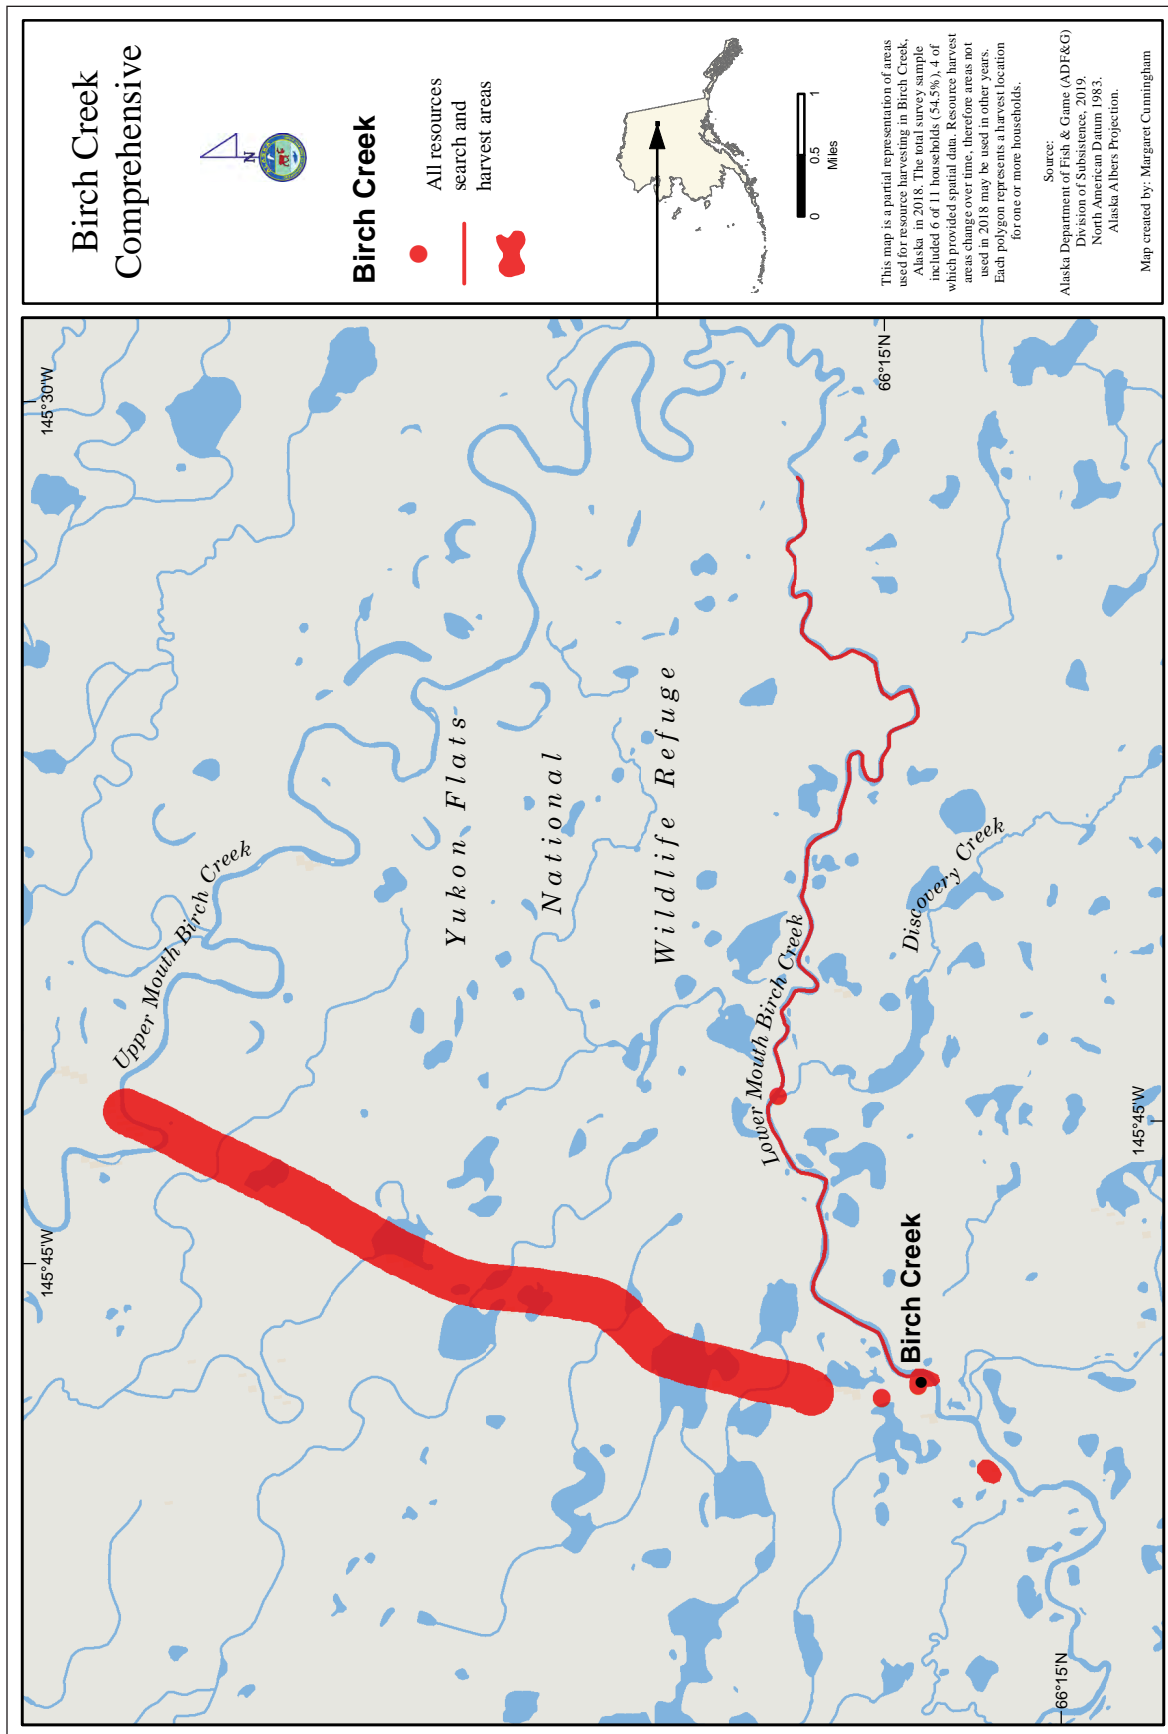 Birch Creek
Comprehensive
N
Birch Creek
All resources
search and
harvest areas
0 0.5 1
Miles
This map is a partial representation of areas
used for resource harvesting in Birch Creek,
Alaska in 2018. The total survey sample
included 6 of 11 households (54.5%), 4 of
which provided spatial data. Resource harvest
areas change over time, therefore areas not
used in 2018 may be used in other years.
Each polygon represents a harvest location
for one or more households.
Source:
Alaska Department of Fish & Game (ADF&G)
Division of Subsistence, 2019.
North American Datum 1983.
Alaska Albers Projection.
Map created by: Margaret Cunningham
145°45'W
145°30'W
Upper Mouth Birch Creek
Yukon Flats
National
Wildlife Refuge
Lower Mouth Birch Creek
66°15'N
Discovery Creek
Birch Creek
66°15'N
145°45'W